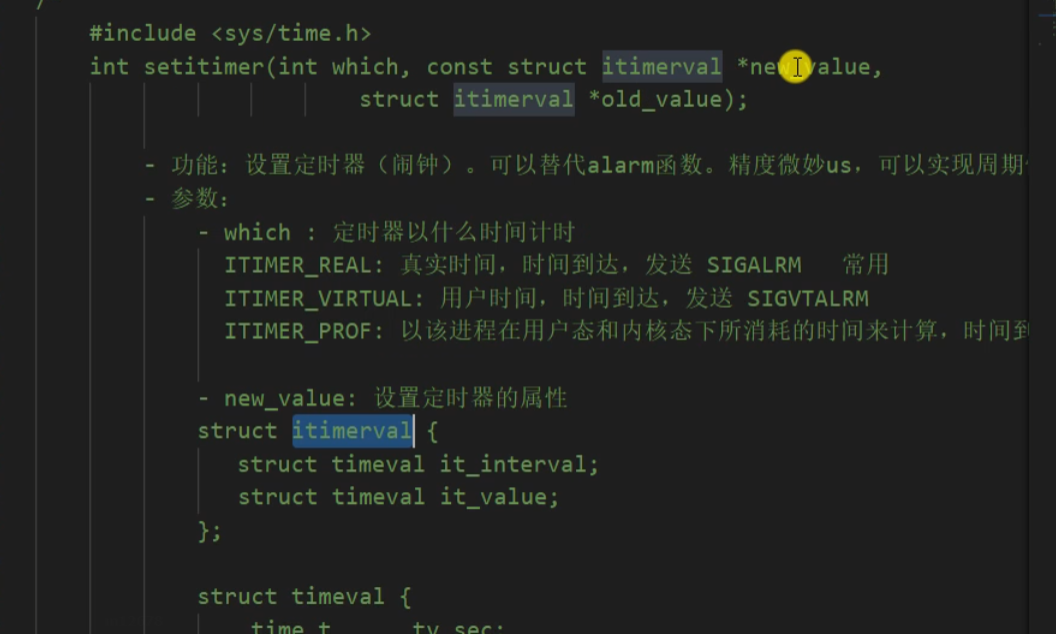 /
#include <sys/time.h>
int setitimer(int which, const struct itimerval *new_value,
struct itimerval *old_value);
- 功能：设置定时器（闹钟）。可以替代alarm函数。精度微妙us，可以实现周期
- 参数：
- which : 定时器以什么时间计时
ITIMER_REAL: 真实时间，时间到达，发送 SIGALRM 常用
ITIMER_VIRTUAL: 用户时间，时间到达，发送 SIGVTALRM
ITIMER_PROF: 以该进程在用户态和内核态下所消耗的时间来计算，时间到
- new_value: 设置定时器的属性
struct itimerval {
struct timeval it_interval;
struct timeval it_value;
};
struct timeval {
time_t tv_sec;